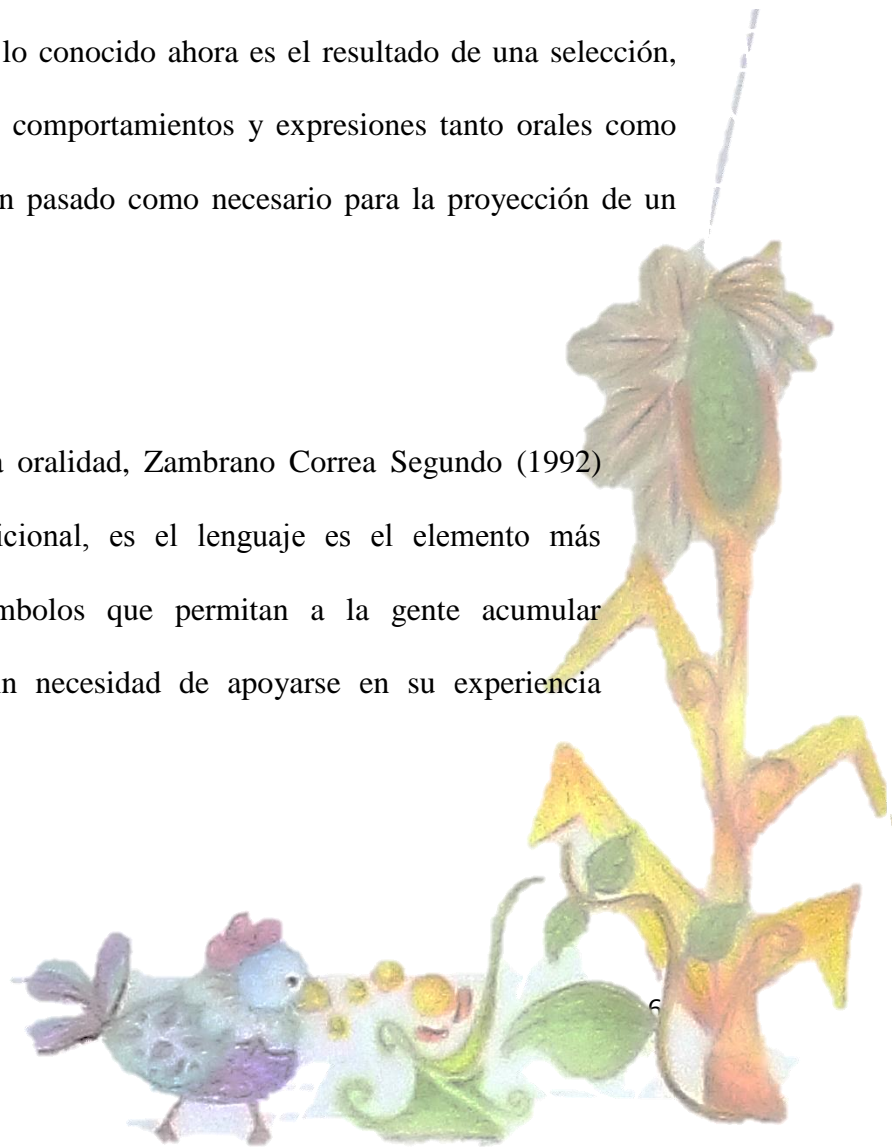 lo conocido ahora es el resultado de una selección,
comportamientos y expresiones tanto orales como
n pasado como necesario para la proyección de un
a oralidad, Zambrano Correa Segundo (1992)
icional, es el lenguaje es el elemento más
mbolos que permitan a la gente acumular
in necesidad de apoyarse en su experiencia
6